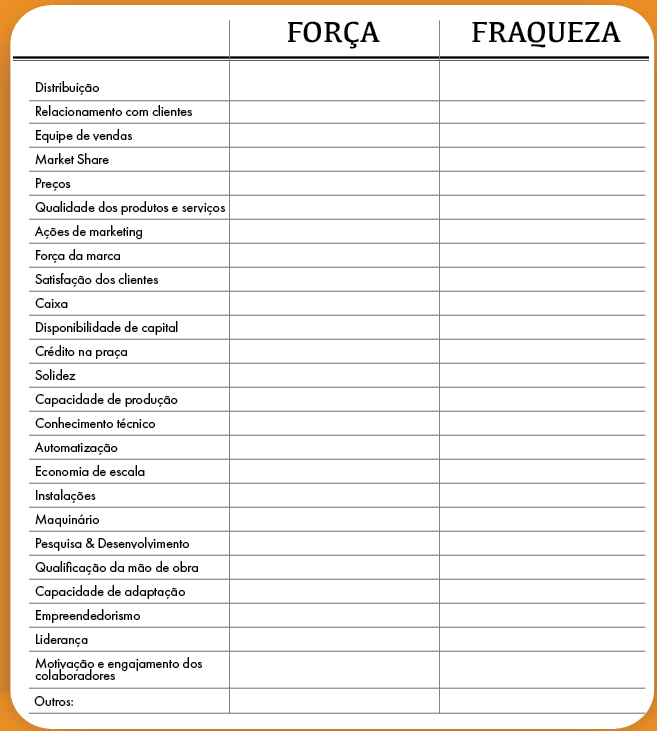 FORÇA FRAQUEZA
Distribuição
Relacionamento com clientes
Equipe de vendas
Market Share
Preços
Qualidade dos produtos e serviços
Ações de marketing
Força da marca
Satisfação dos clientes
Caixa
Disponibilidade de capital
Crédito na praça
Solidez
Capacidade de produção
Conhecimento técnico
Automatização
Economia de escala
Instalações
Maquinário
Pesquisa & Desenvolvimento
Qualificação da mão de obra
Capacidade de adaptação
Empreendedorismo
Liderança
Motivação e engajamento dos
colaboradores
Outros: